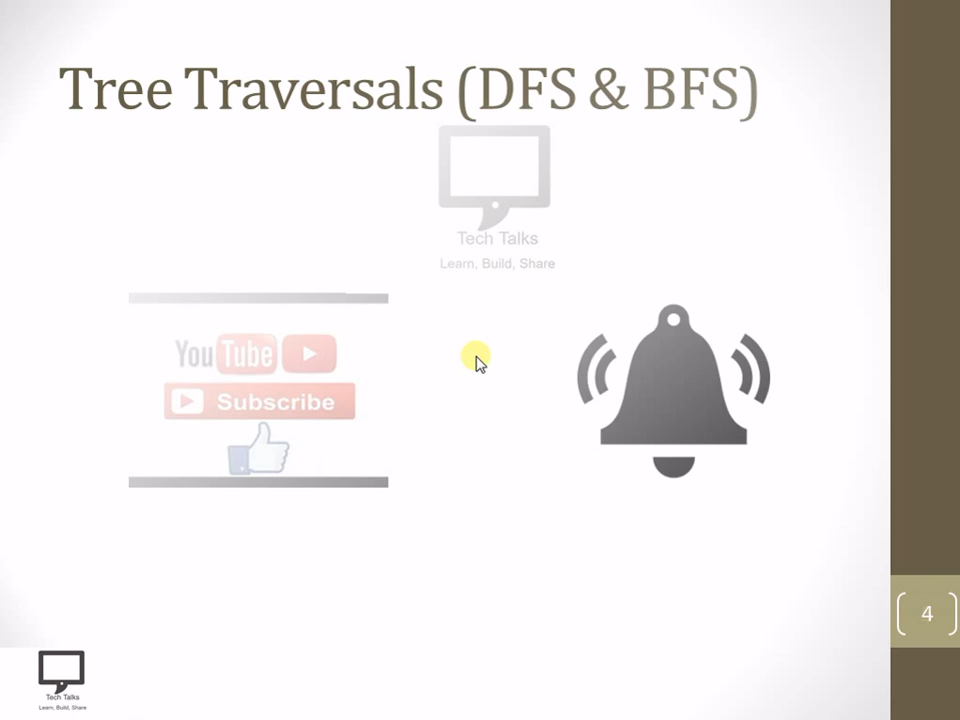 Tree Traversals (DFS & BFS)
Tech Talks
Learn, Build, Share
YouTube
Subscribe
4
Tech Talks
Learn, Build, Share